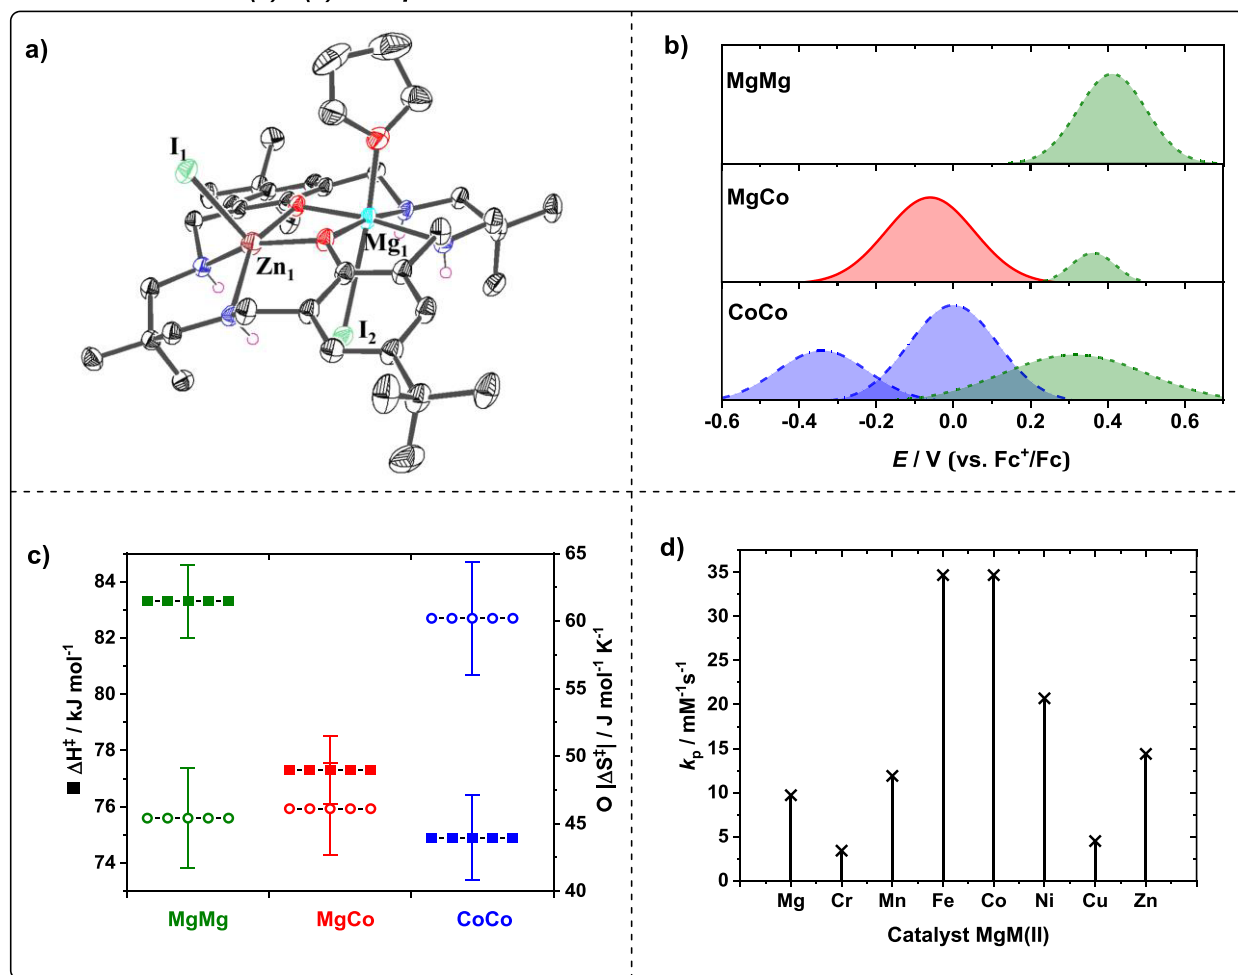 a)
I1
Zn1
Mg1
I2
b)
MgMg
MgCo
CoCo
-0.6 -0.4 -0.2 0.0 0.2 0.4 0.6
E / V (vs. Fc+/Fc)
c)
84
82
80
78
76
74
■ ΔH‡ / kJ mol-1
65
60
55
50
45
40
O |ΔS‡| / J mol-1 K-1
MgMg MgCo CoCo
d)
35
30
25
20
15
10
5
0
kp / mM-1s-1
Mg Cr Mn Fe Co Ni Cu Zn
Catalyst MgM(II)